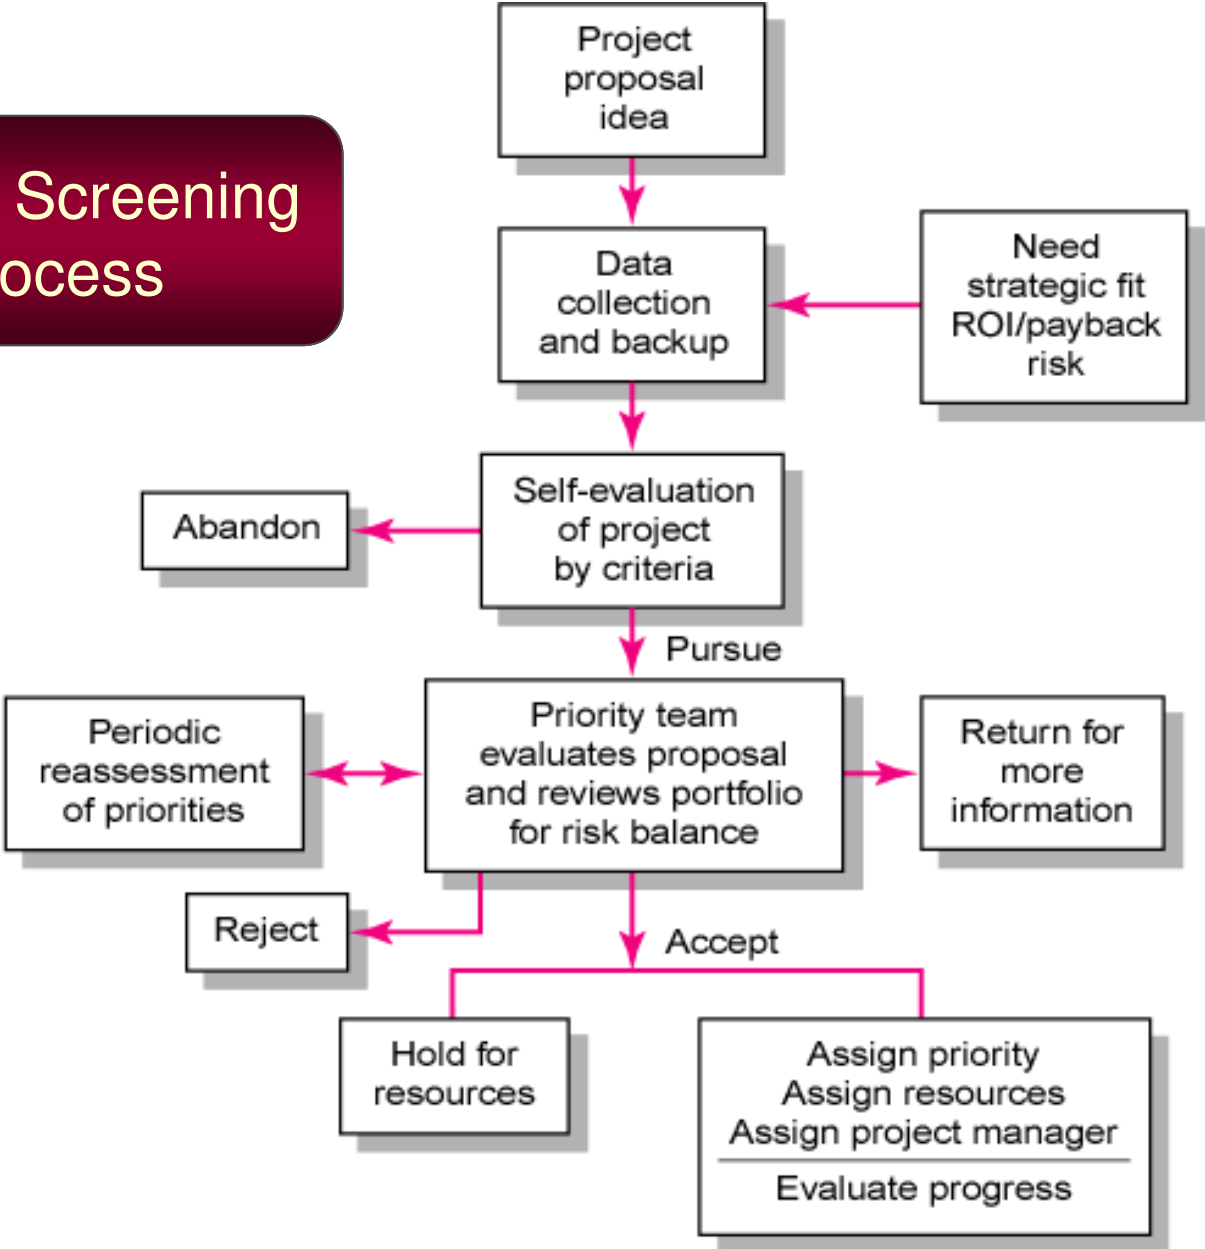 Project
proposal
idea
Screening
ocess
Data
collection
and backup
Need
strategic fit
ROI/payback
risk
Self-evaluation
of project
by criteria
Abandon
Pursue
Periodic
reassessment
of priorities
Priority team
evaluates proposal
and reviews portfolio
for risk balance
Return for
more
information
Reject
Accept
Hold for
resources
Assign priority
Assign resources
Assign project manager
Evaluate progress